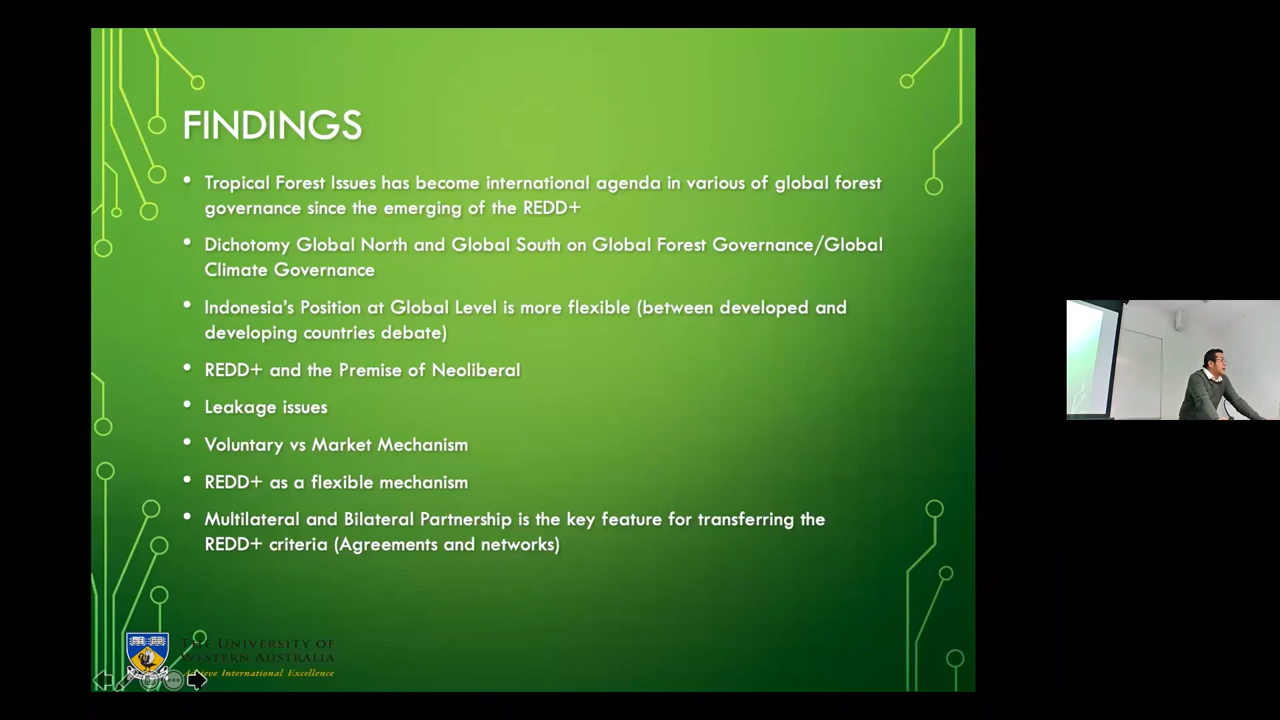 FINDINGS
• Tropical Forest Issues has become international agenda in various of global forest
governance since the emerging of the REDD+
• Dichotomy Global North and Global South on Global Forest Governance/Global
Climate Governance
• Indonesia's Position at Global Level is more flexible (between developed and
developing countries debate)
• REDD+ and the Premise of Neoliberal
• Leakage issues
• Voluntary vs Market Mechanism
• REDD+ as a flexible mechanism
• Multilateral and Bilateral Partnership is the key feature for transferring the
REDD+ criteria (Agreements and networks)
THE UNIVERSITY OF
WESTERN AUSTRALIA
Achieve International Excellence